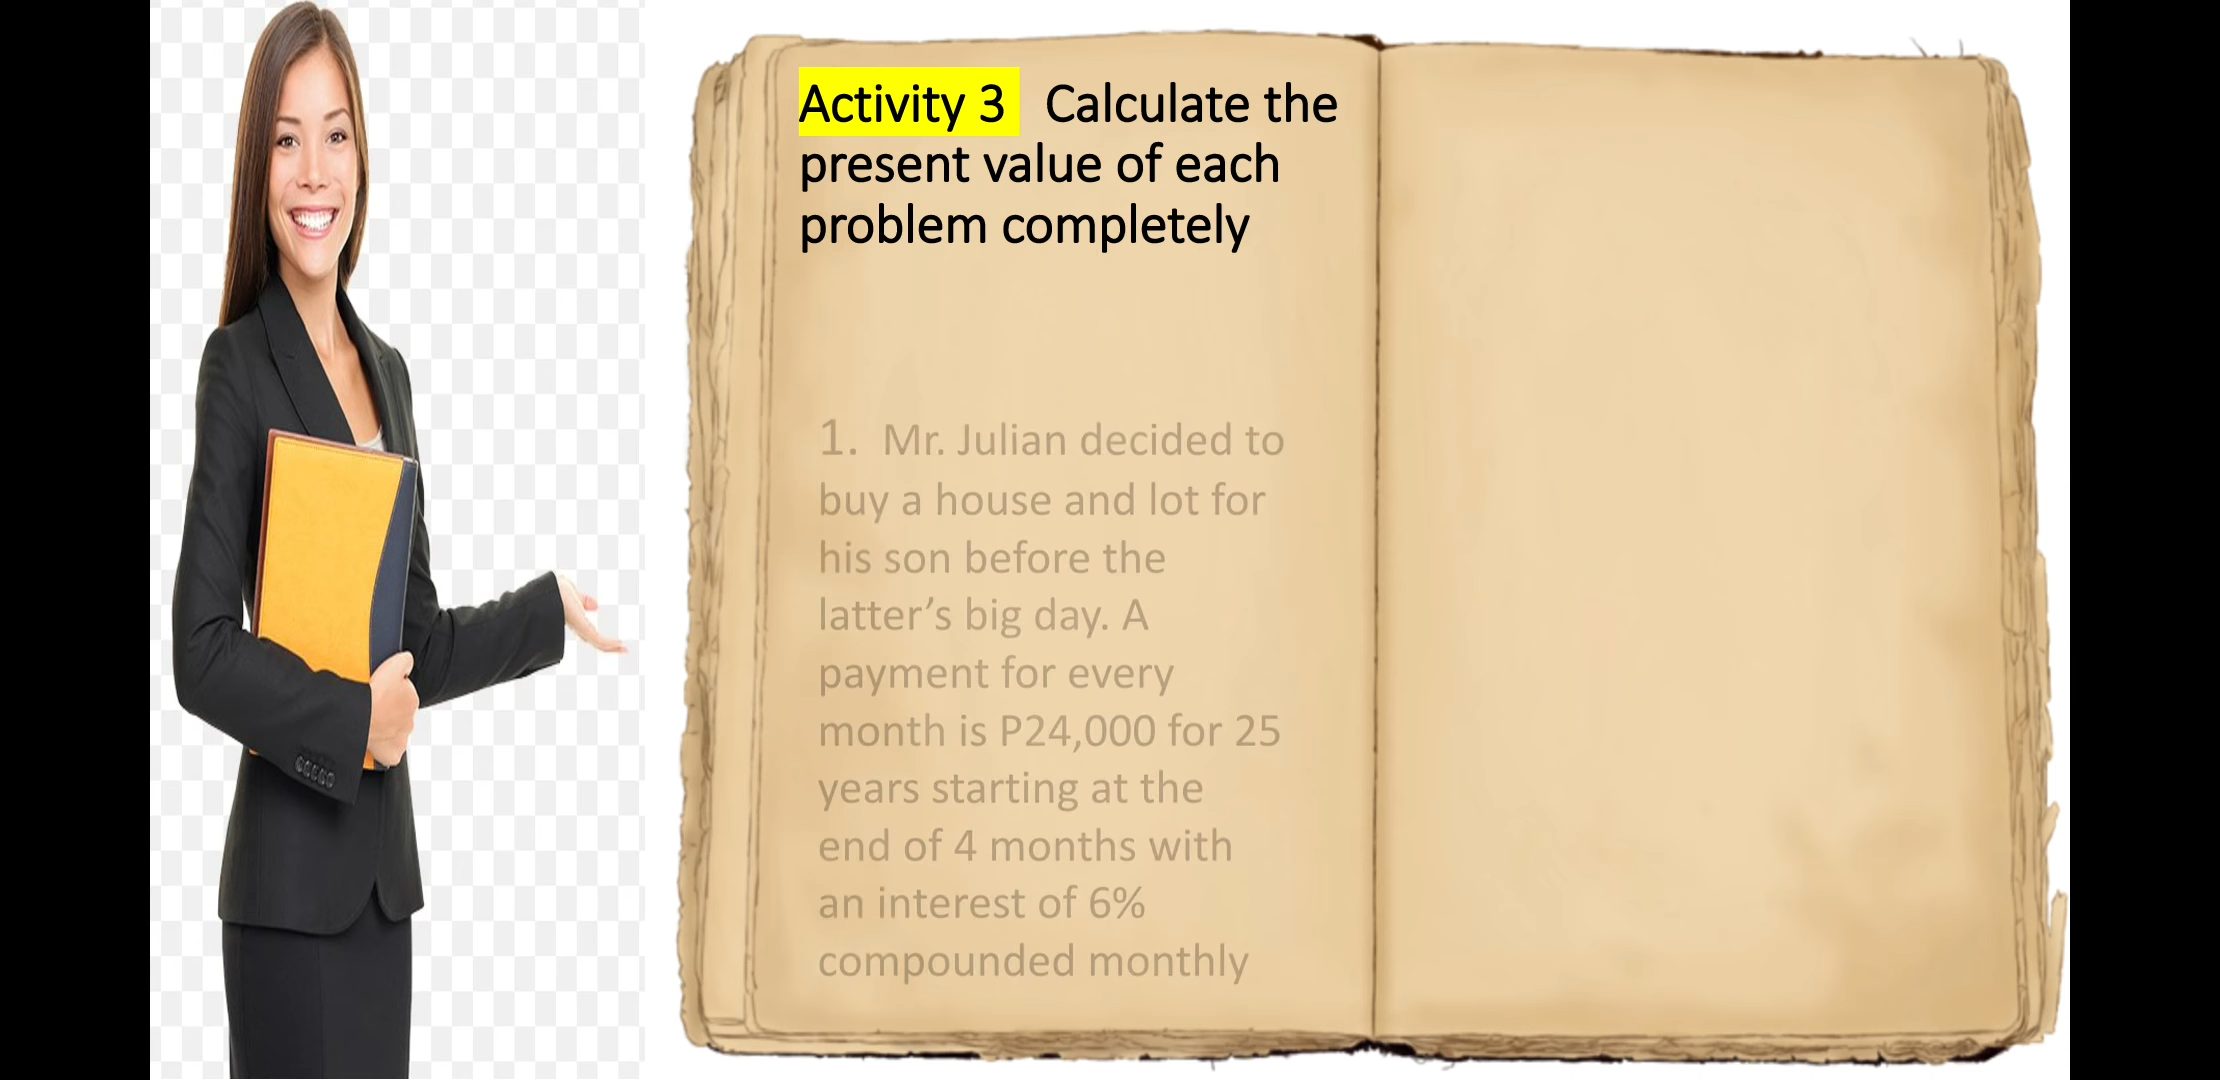 Activity 3 Calculate the
present value of each
problem completely
1. Mr. Julian decided to
buy a house and lot for
his son before the
latter’s big day. A
payment for every
month is P24,000 for 25
years starting at the
end of 4 months with
an interest of 6%
compounded monthly